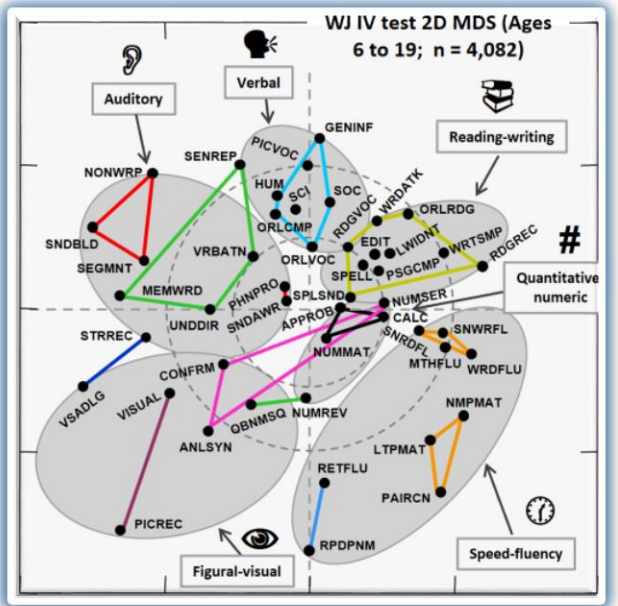 WJ IV test 2D MDS (Ages
6 to 19; n = 4,082)
Auditory
Verbal
Reading-writing
GENINF
PICVOC
SENREP
NONWRP
HUM
SCI
SOC
ORLCMP
RDGVOC
WRDATK
ORLRDG
SNDBLD
SEGMNT
VRBATN
ORLVOC
EDIT
LWIDNT
WRTSMP
RDGREC
SPELL
PSGCMP
#
Quantitative
numeric
MEMWRD
UNDDIR
PHNPRO
SNDAWR
SPLSND
NUMSER
APPROB
CALC
STRREC
NUMMAT
SNRDFL
SNWRFL
MTHFLU
WRDFLU
CONFRM
VSADLG
VISUAL
OBNMSQ
NUMREV
NMPMAT
ANLSYN
LTPMAT
RETFLU
PAIRCN
PICREC
RPDPNM
Figural-visual
Speed-fluency